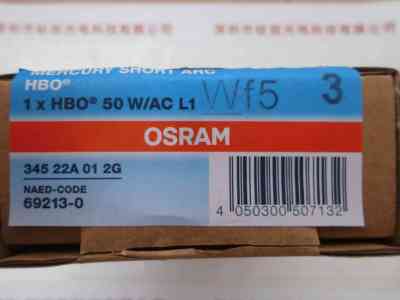 MERCURY SHORT ARC
HBO®
1 x HBO® 50 W/AC L1
Wf5
3
OSRAM
345 22A 01 2G
NAED-CODE
69213-0
4 050300 507132